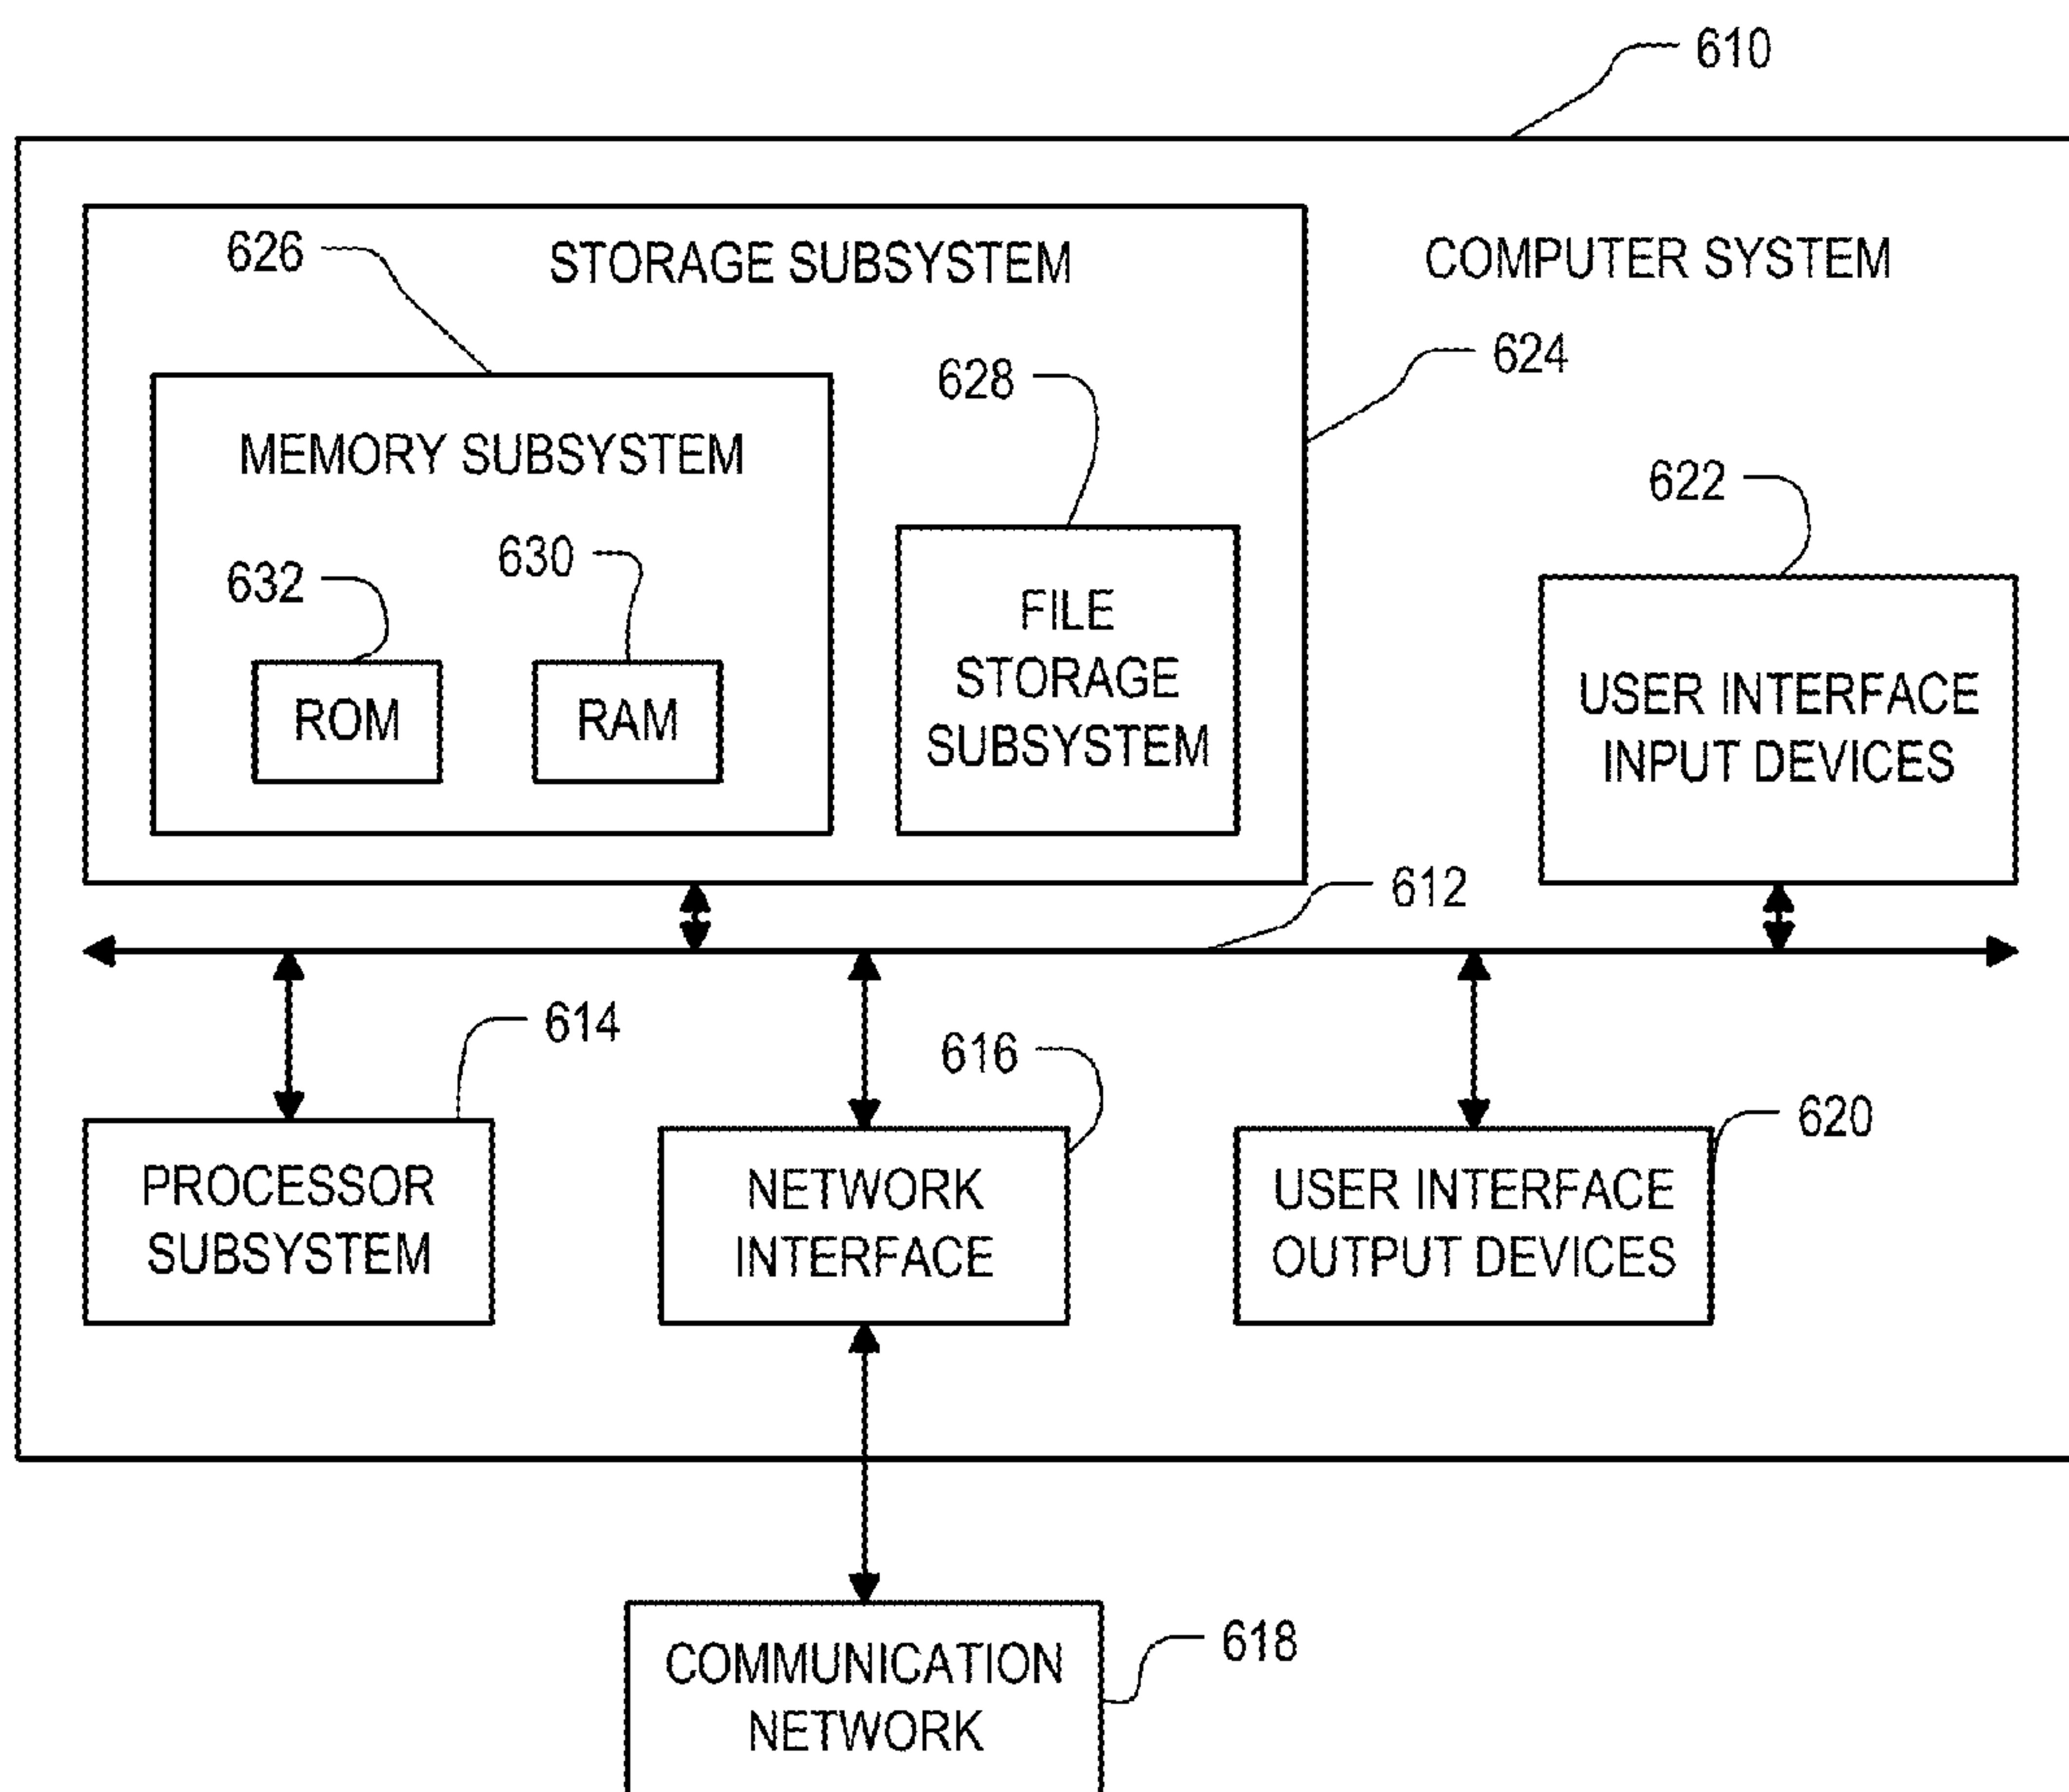 610
STORAGE SUBSYSTEM
COMPUTER SYSTEM
626
624
628
MEMORY SUBSYSTEM
622
630
632
FILE
STORAGE
SUBSYSTEM
ROM
RAM
USER INTERFACE
INPUT DEVICES
612
614
616
620
PROCESSOR
SUBSYSTEM
NETWORK
INTERFACE
USER INTERFACE
OUTPUT DEVICES
618
COMMUNICATION
NETWORK